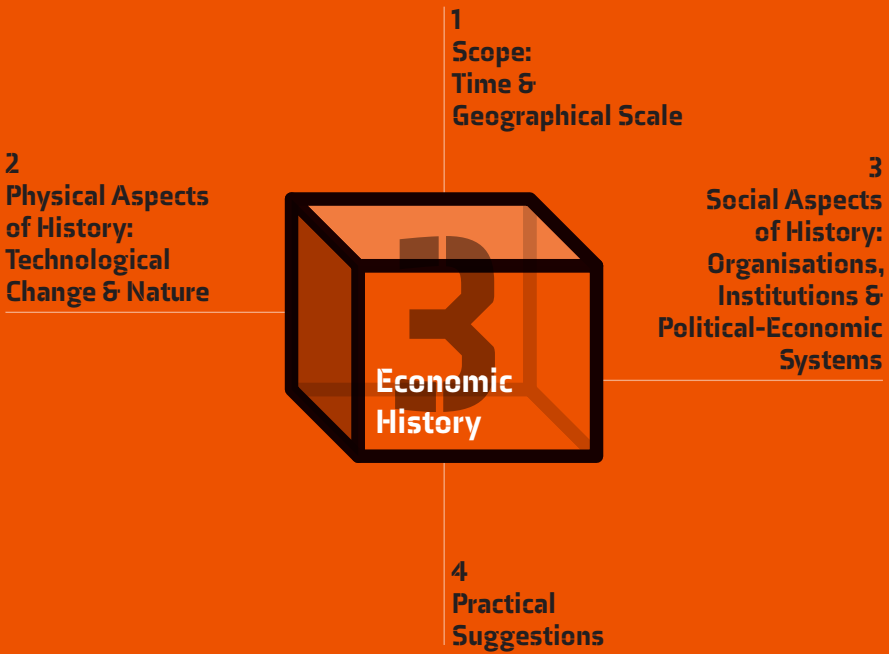 1
Scope:
Time &
Geographical Scale
2
Physical Aspects
of History:
Technological
Change & Nature
3
Social Aspects
of History:
Organisations,
Institutions &
Political-Economic
Systems
3
Economic
History
4
Practical
Suggestions